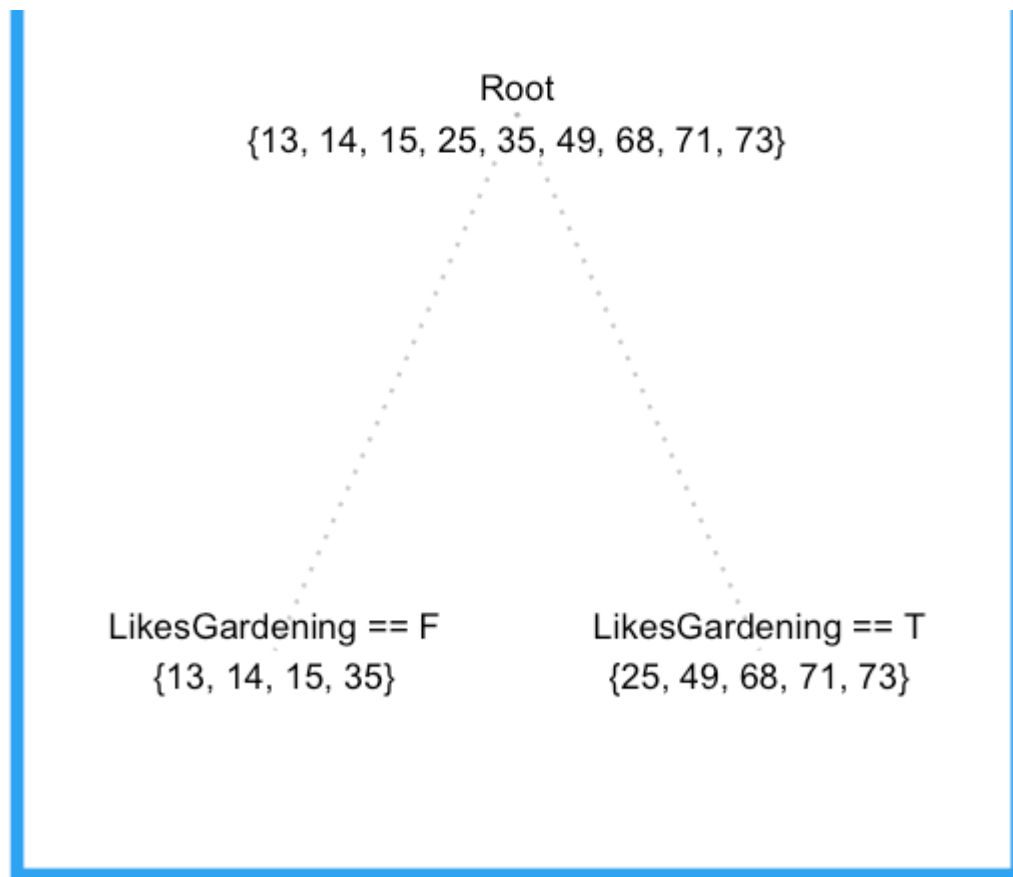 Root
{13, 14, 15, 25, 35, 49, 68, 71, 73}
LikesGardening == F
{13, 14, 15, 35}
LikesGardening == T
{25, 49, 68, 71, 73}